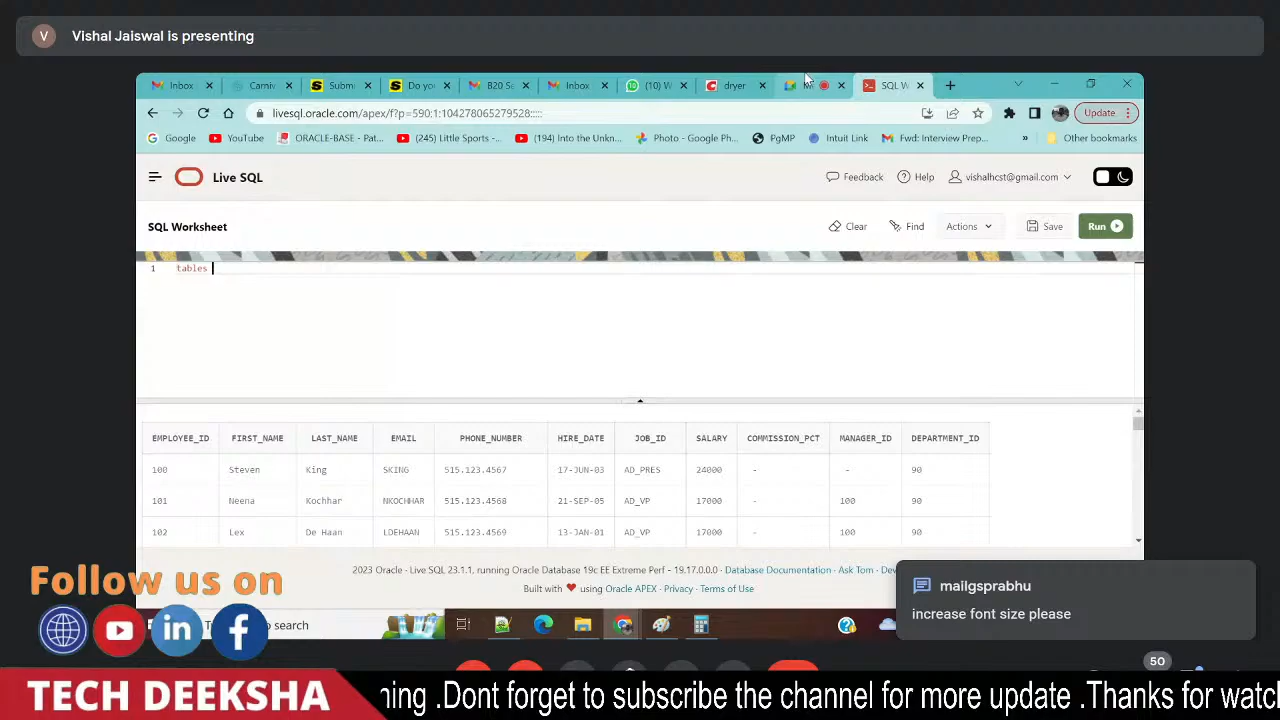 V
Vishal Jaiswal is presenting
Inbox
Carniv
Submi
Do yo
B20 Sa
Inbox
(10) W
dryer
SQL W
livesql.oracle.com/apex/f?p=590:1:104278065279528:::::
Update
Google
YouTube
ORACLE-BASE - Pat...
(245) Little Sports -...
(194) Into the Unkn...
Photo - Google Ph...
PgMP
Intuit Link
Fwd: Interview Prep...
»
Other bookmarks
Live SQL
Feedback
Help
vishalhcst@gmail.com
SQL Worksheet
Clear
Find
Actions
Save
Run
1 tables
EMPLOYEE_ID FIRST_NAME LAST_NAME EMAIL PHONE_NUMBER HIRE_DATE JOB_ID SALARY COMMISSION_PCT MANAGER_ID DEPARTMENT_ID
100 Steven King SKING 515.123.4567 17-JUN-03 AD_PRES 24000 - - 90
101 Neena Kochhar NKOCHHAR 515.123.4568 21-SEP-05 AD_VP 17000 - 100 90
102 Lex De Haan LDEHAAN 515.123.4569 13-JAN-01 AD_VP 17000 - 100 90
2023 Oracle · Live SQL 23.1.1, running Oracle Database 19c EE Extreme Perf - 19.17.0.0.0 · Database Documentation · Ask Tom · Dev
Built with ❤ using Oracle APEX · Privacy · Terms of Use
mailgsprabhu
increase font size please
Follow us on
search
50
TECH DEEKSHA
ning .Dont forget to subscribe the channel for more update .Thanks for watc